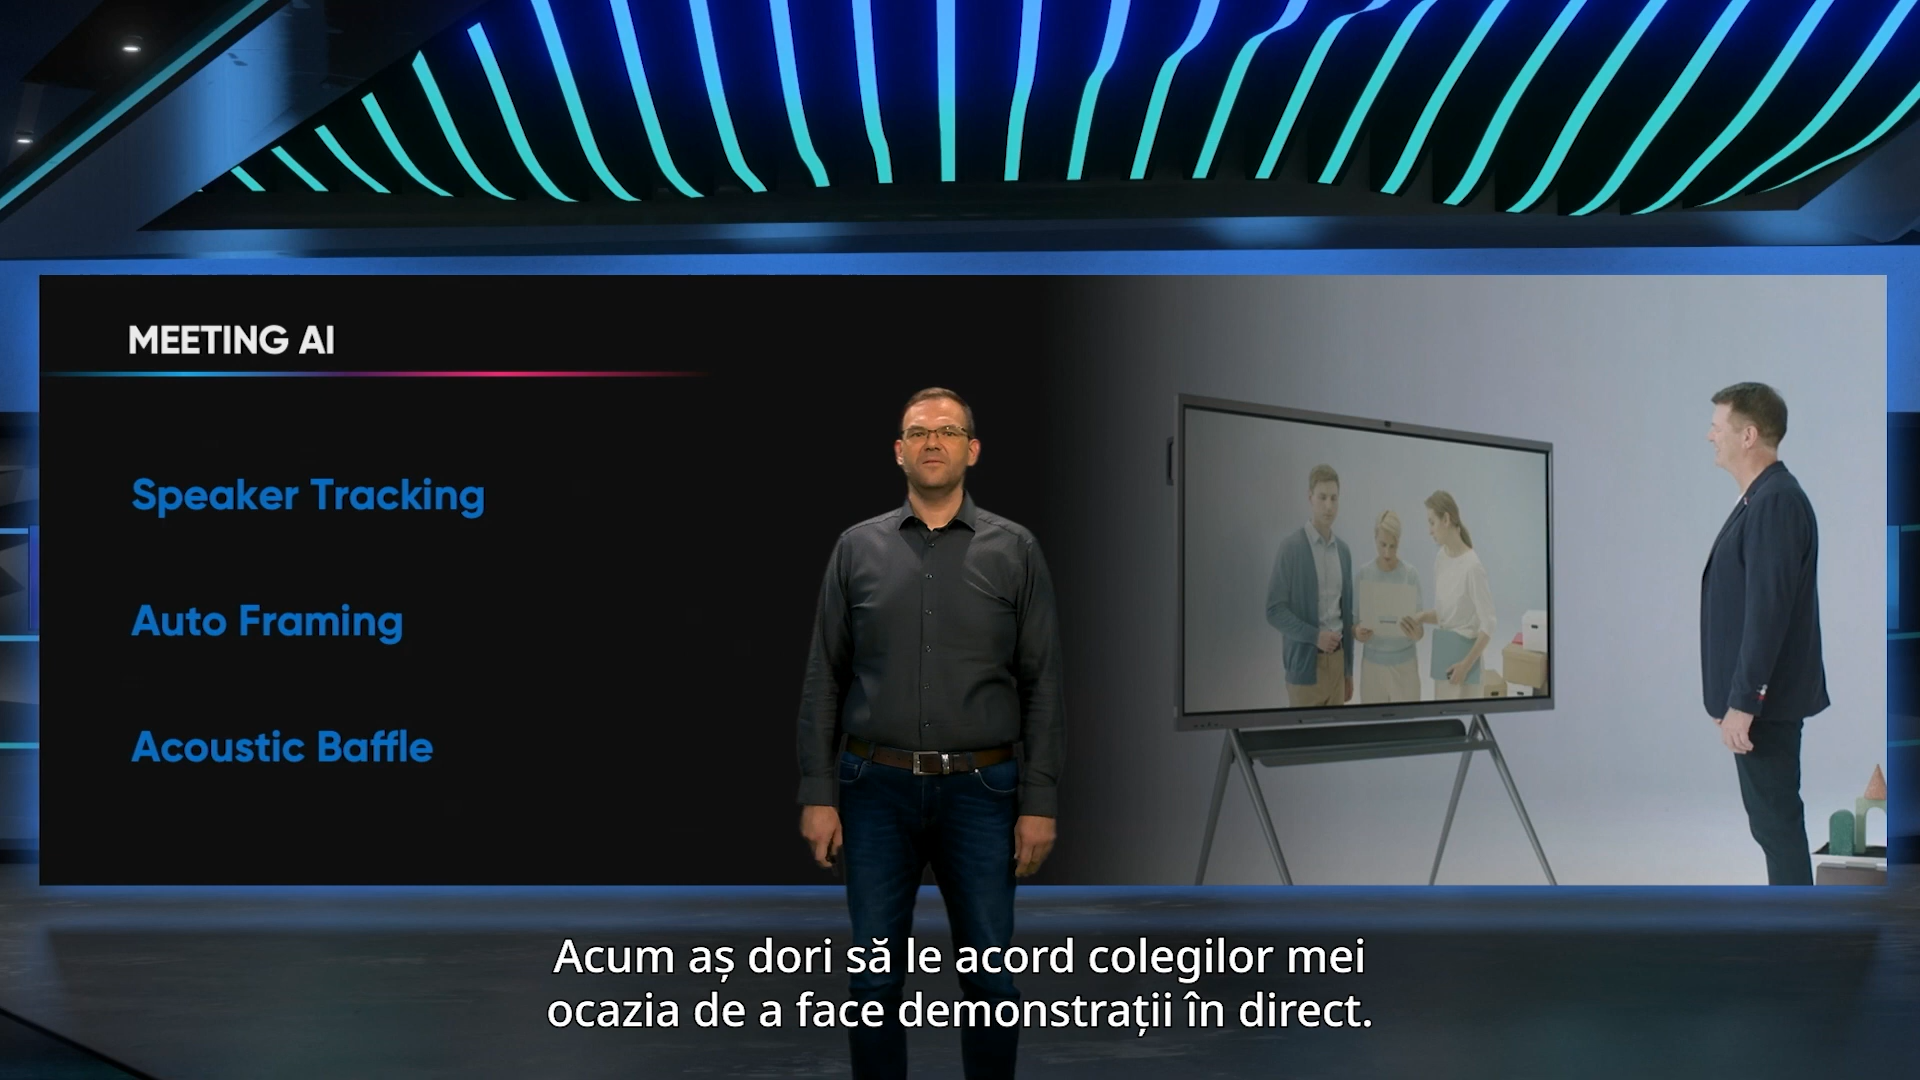 MEETING AI
Speaker Tracking
Auto Framing
Acoustic Baffle
Acum aș dori să le acord colegilor mei
ocazia de a face demonstrații în direct.